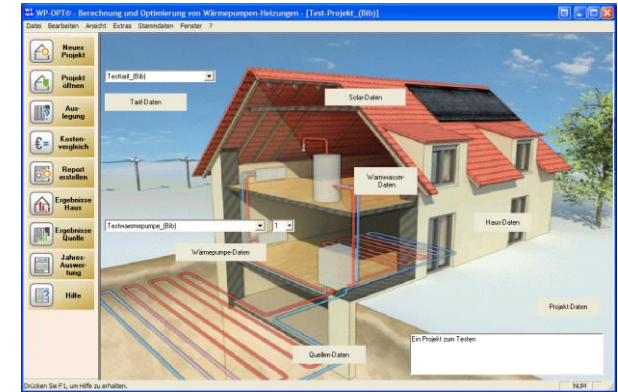 WP-OPT© - Berechnung und Optimierung von Wärmepumpen-Heizungen - [Test-Projekt_(Bib)]
Datei Bearbeiten Ansicht Extras Stammdaten Fenster ?
Neues
Projekt
Projekt
öffnen
Aus-
legung
Kosten-
vergleich
Report
erstellen
Ergebnisse
Haus
Ergebnisse
Quelle
Jahres-
Auswer-
tung
Hilfe
Testtarif_(Bib)
Tarif-Daten
Solar-Daten
Warmwasser-
Daten
Haus-Daten
Testwaermepumpe_(Bib) 1
Wärmepumpe-Daten
Projekt-Daten
Ein Projekt zum Testen
Quellen-Daten
Drücken Sie F1, um Hilfe zu erhalten. NUM